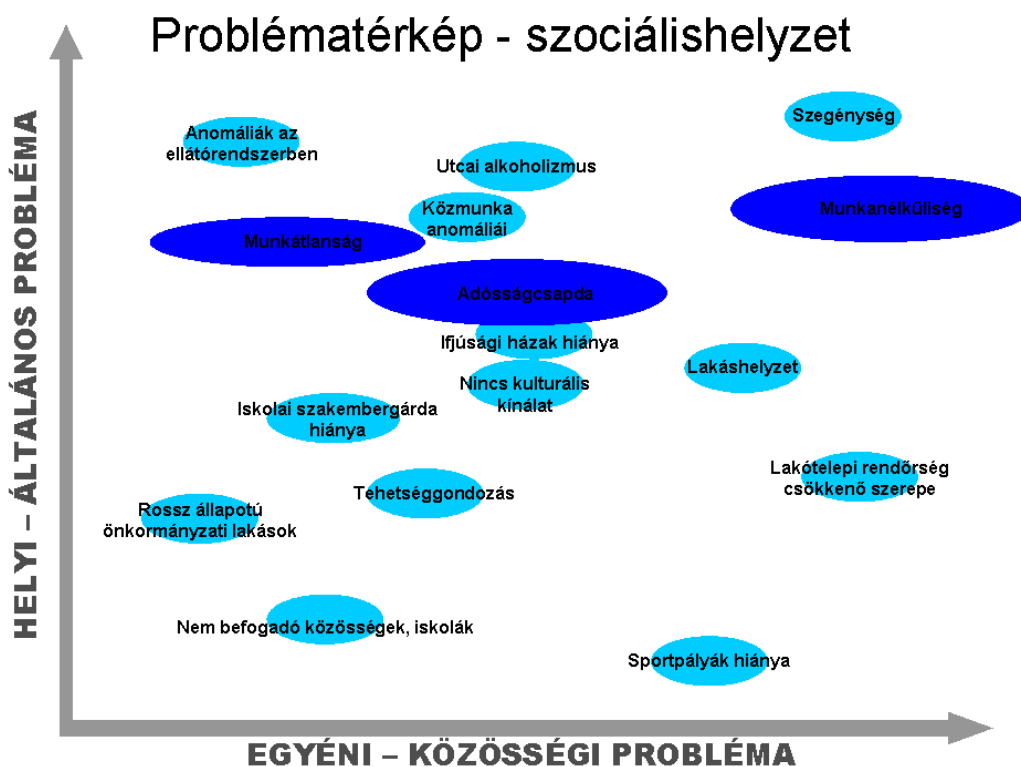 Problématérkép - szociálishelyzet
HELYI – ÁLTALÁNOS PROBLÉMA
Szegénység
Anomáliák az
ellátórendszerben
Utcai alkoholizmus
Közmunka
anomáliái
Munkanélküliség
Munkátlanság
Adósságcsapda
Ifjúsági házak hiánya
Lakáshelyzet
Nincs kulturális
kínálat
Iskolai szakembergárda
hiánya
Lakótelepi rendőrség
csökkenő szerepe
Tehetséggondozás
Rossz állapotú
önkormányzati lakások
Nem befogadó közösségek, iskolák
Sportpályák hiánya
EGYÉNI – KÖZÖSSÉGI PROBLÉMA